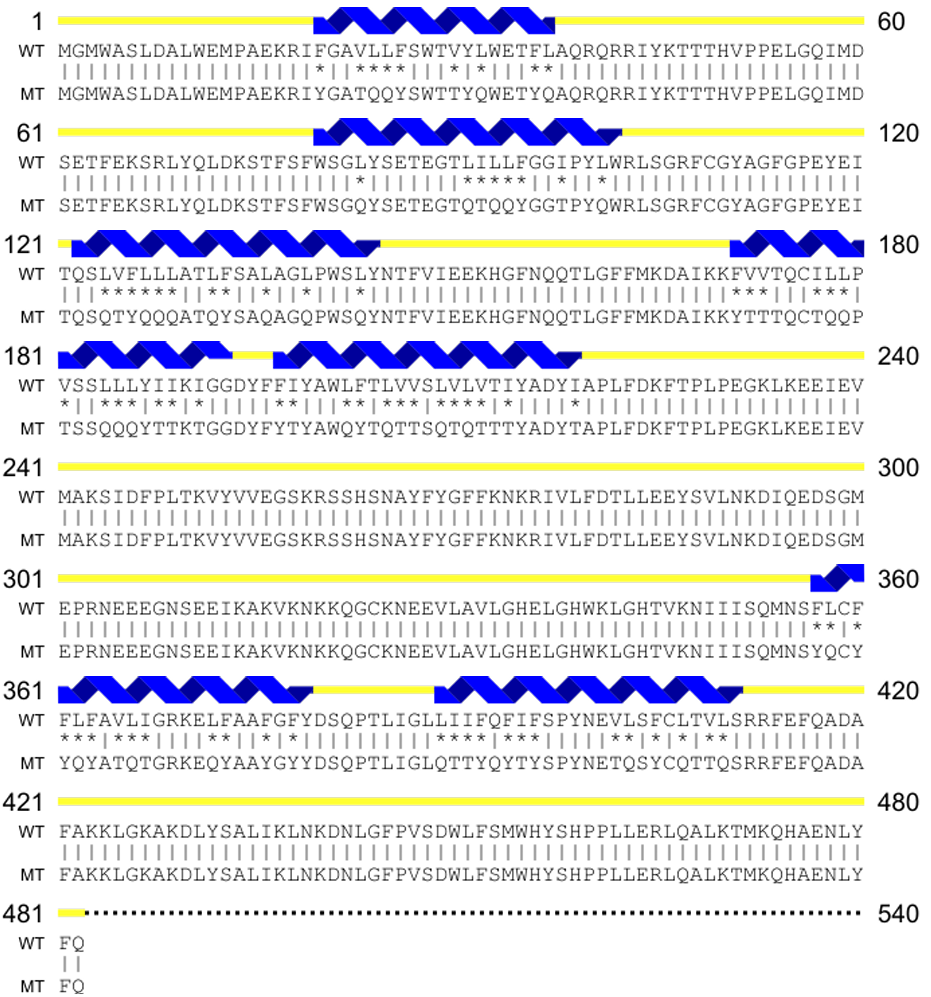 1 60
WT MGMWASLDALWEMPAEKRIFGAVLLFSWTVYLWETFLAQRQRRIYKTTTHVPPELGQIMD
MT MGMWASLDALWEMPAEKRIYGATQQYSWTTYQWETYQAQRQRRIYKTTTHVPPELGQIMD
61 120
WT SETFEKSRLYQLDKSTFSFWSGLYSETEGTLILLFGGIPYLWRLSGRFCGYAGFGPEYEI
MT SETFEKSRLYQLDKSTFSFWSGQYSETEGTQTQQYGGTPYQWRLSGRFCGYAGFGPEYEI
121 180
WT TQSLVFLLLATLFSALAGLPWSLYNTFVIEEKHGFNQQTLGFFMKDAIKKFVVTQCILLP
MT TQSQTYQQQATQYSAQAGQPWSQYNTFVIEEKHGFNQQTLGFFMKDAIKKYTTTQCTQQP
181 240
WT VSSLLLYIIKIGGDYFFIYAWLFTLVVSLVLVTIYADYIAPLFDKFTPLPEGKLKEEIEV
MT TSSQQQYTTKTGGDYFYTYAWQYTQTTSQTQTTTYADYTAPLFDKFTPLPEGKLKEEIEV
241 300
WT MAKSIDFPLTKVYVVEGSKRSSHSNAYFYGFFKNKRIVLFDTLLEEYSVLNKDIQEDSGM
MT MAKSIDFPLTKVYVVEGSKRSSHSNAYFYGFFKNKRIVLFDTLLEEYSVLNKDIQEDSGM
301 360
WT EPRNEEEGNSEEIKAKVKNKKQGCKNEEVLAVLGHELGHWKLGHTVKNIIISQMNSFLCF
MT EPRNEEEGNSEEIKAKVKNKKQGCKNEEVLAVLGHELGHWKLGHTVKNIIISQMNSYQCY
361 420
WT FLFAVLIGRKELFAAFGFYDSQPTLIGLLIIFQFIFSPYNEVLSFCLTVLSRRFEFQADA
MT YQYATQTGRKEQYAAYGYYDSQPTLIGLQTTYQYTYSPYNETQSYCQTTQSRRFEFQADA
421 480
WT FAKKLGKAKDLYSALIKLNKDNLGFPVSDWLFSMWHYSHPPLLERLQALKTMKQHAENLY
MT FAKKLGKAKDLYSALIKLNKDNLGFPVSDWLFSMWHYSHPPLLERLQALKTMKQHAENLY
481 540
WT FQ
MT FQ